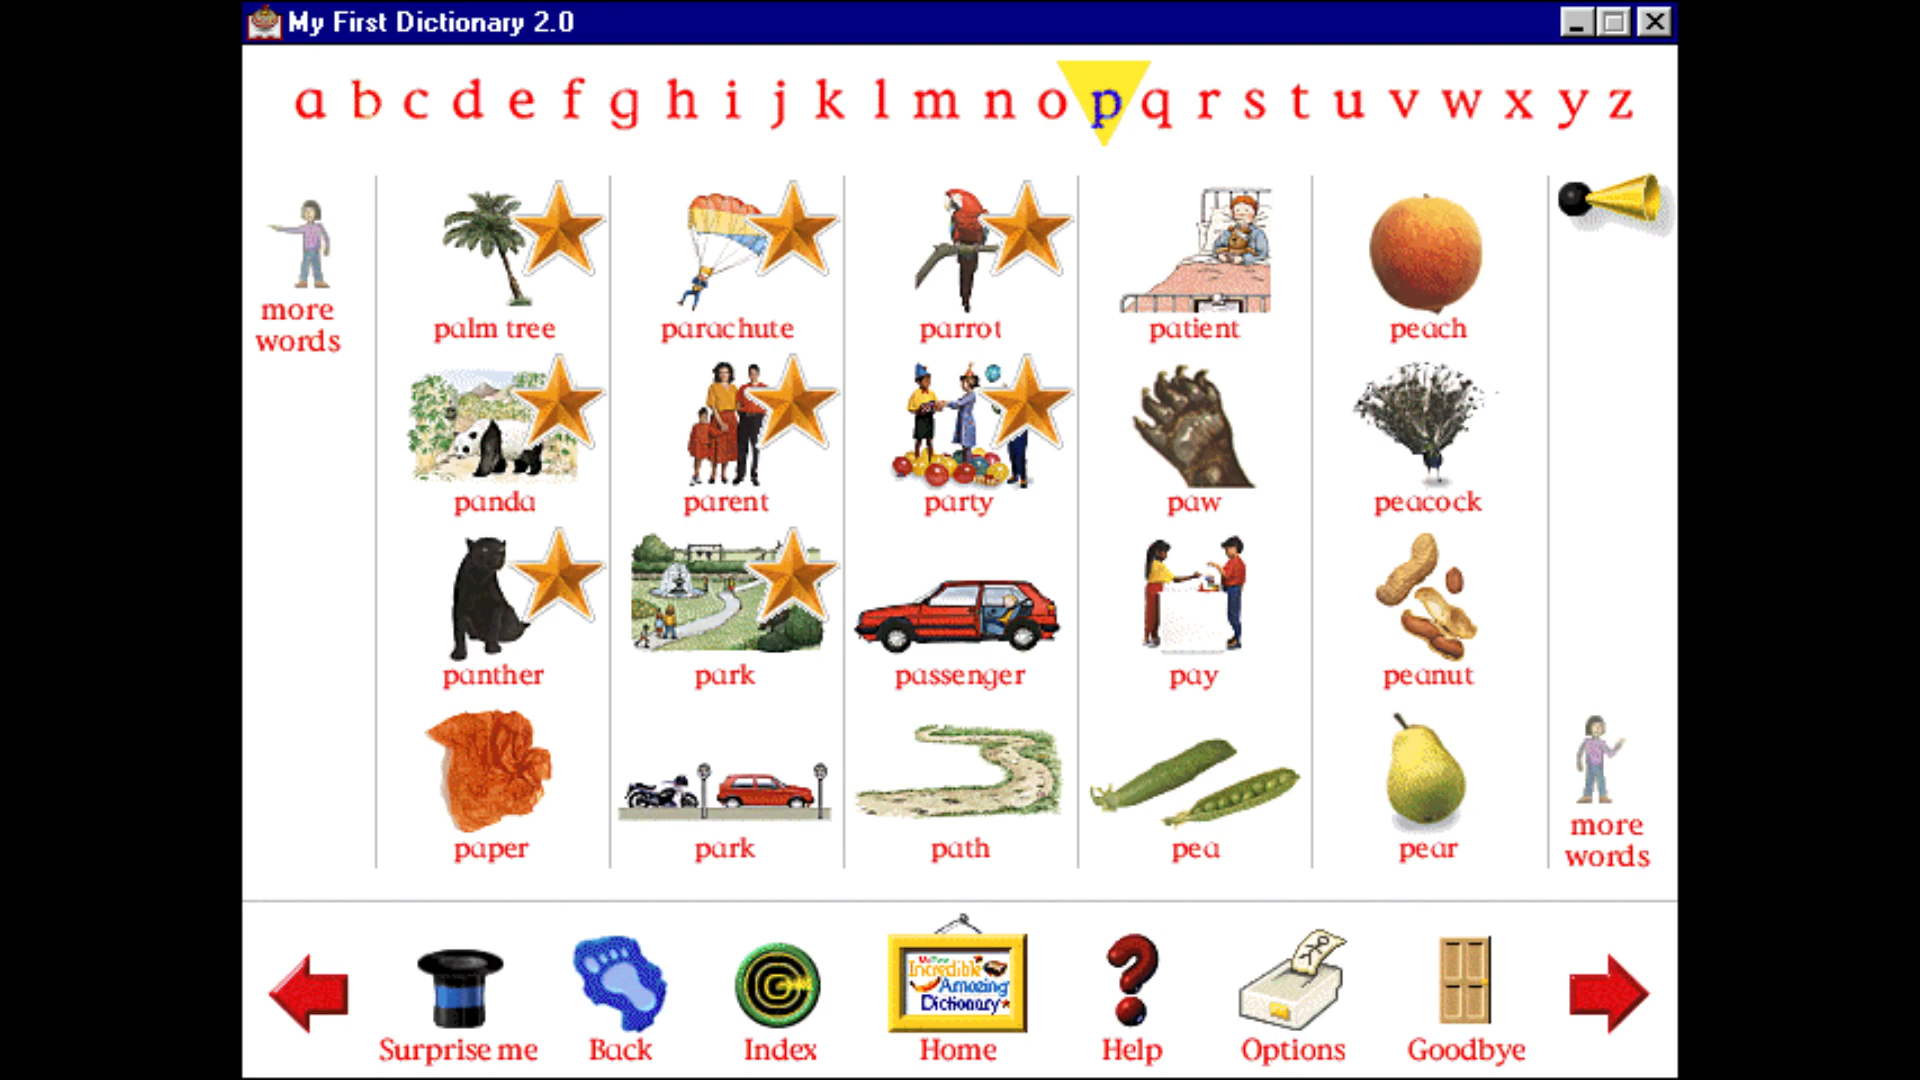 My First Dictionary 2.0
a b c d e f g h i j k l m n o p q r s t u v w x y z
more
words
palm tree
parachute
parrot
patient
peach
panda
parent
party
paw
peacock
panther
park
passenger
pay
peanut
paper
park
path
pea
pear
more
words
My First
Incredible
Amazing
Dictionary
Surprise me
Back
Index
Home
Help
Options
Goodbye